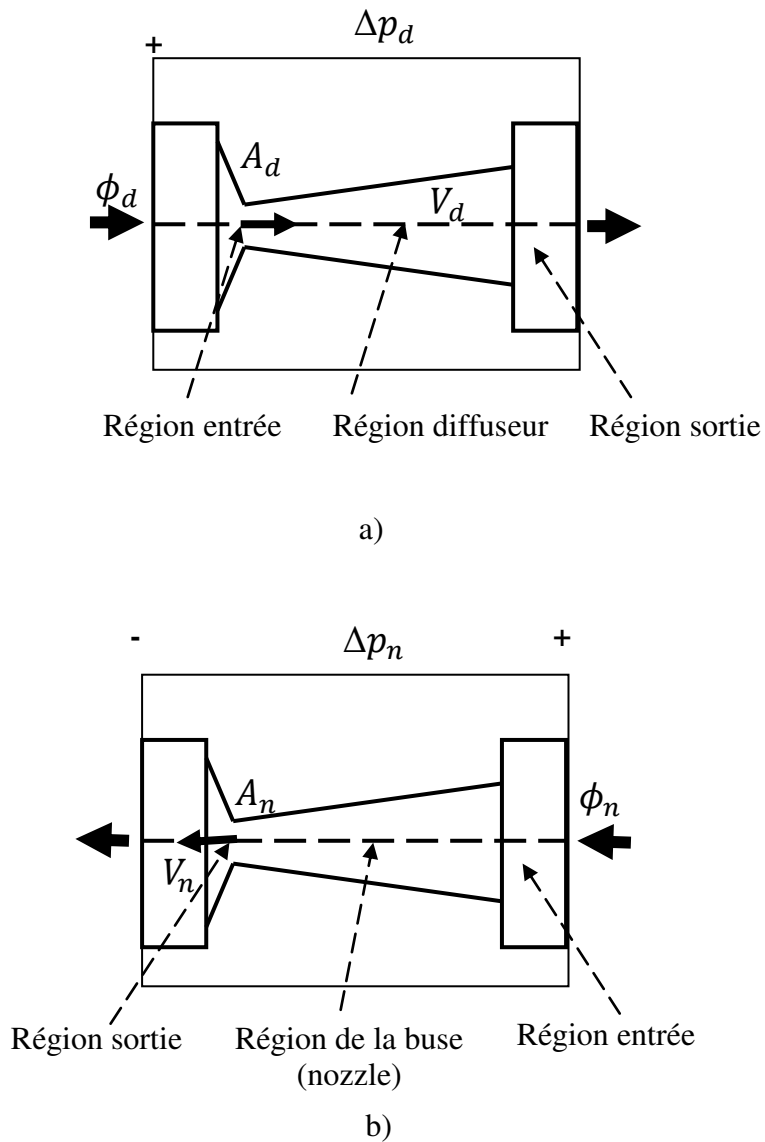 Δp_d
+
A_d
ϕ_d
V_d
Région entrée Région diffuseur Région sortie
a)
- Δp_n +
A_n
ϕ_n
V_n
Région sortie Région de la buse Région entrée
(nozzle)
b)